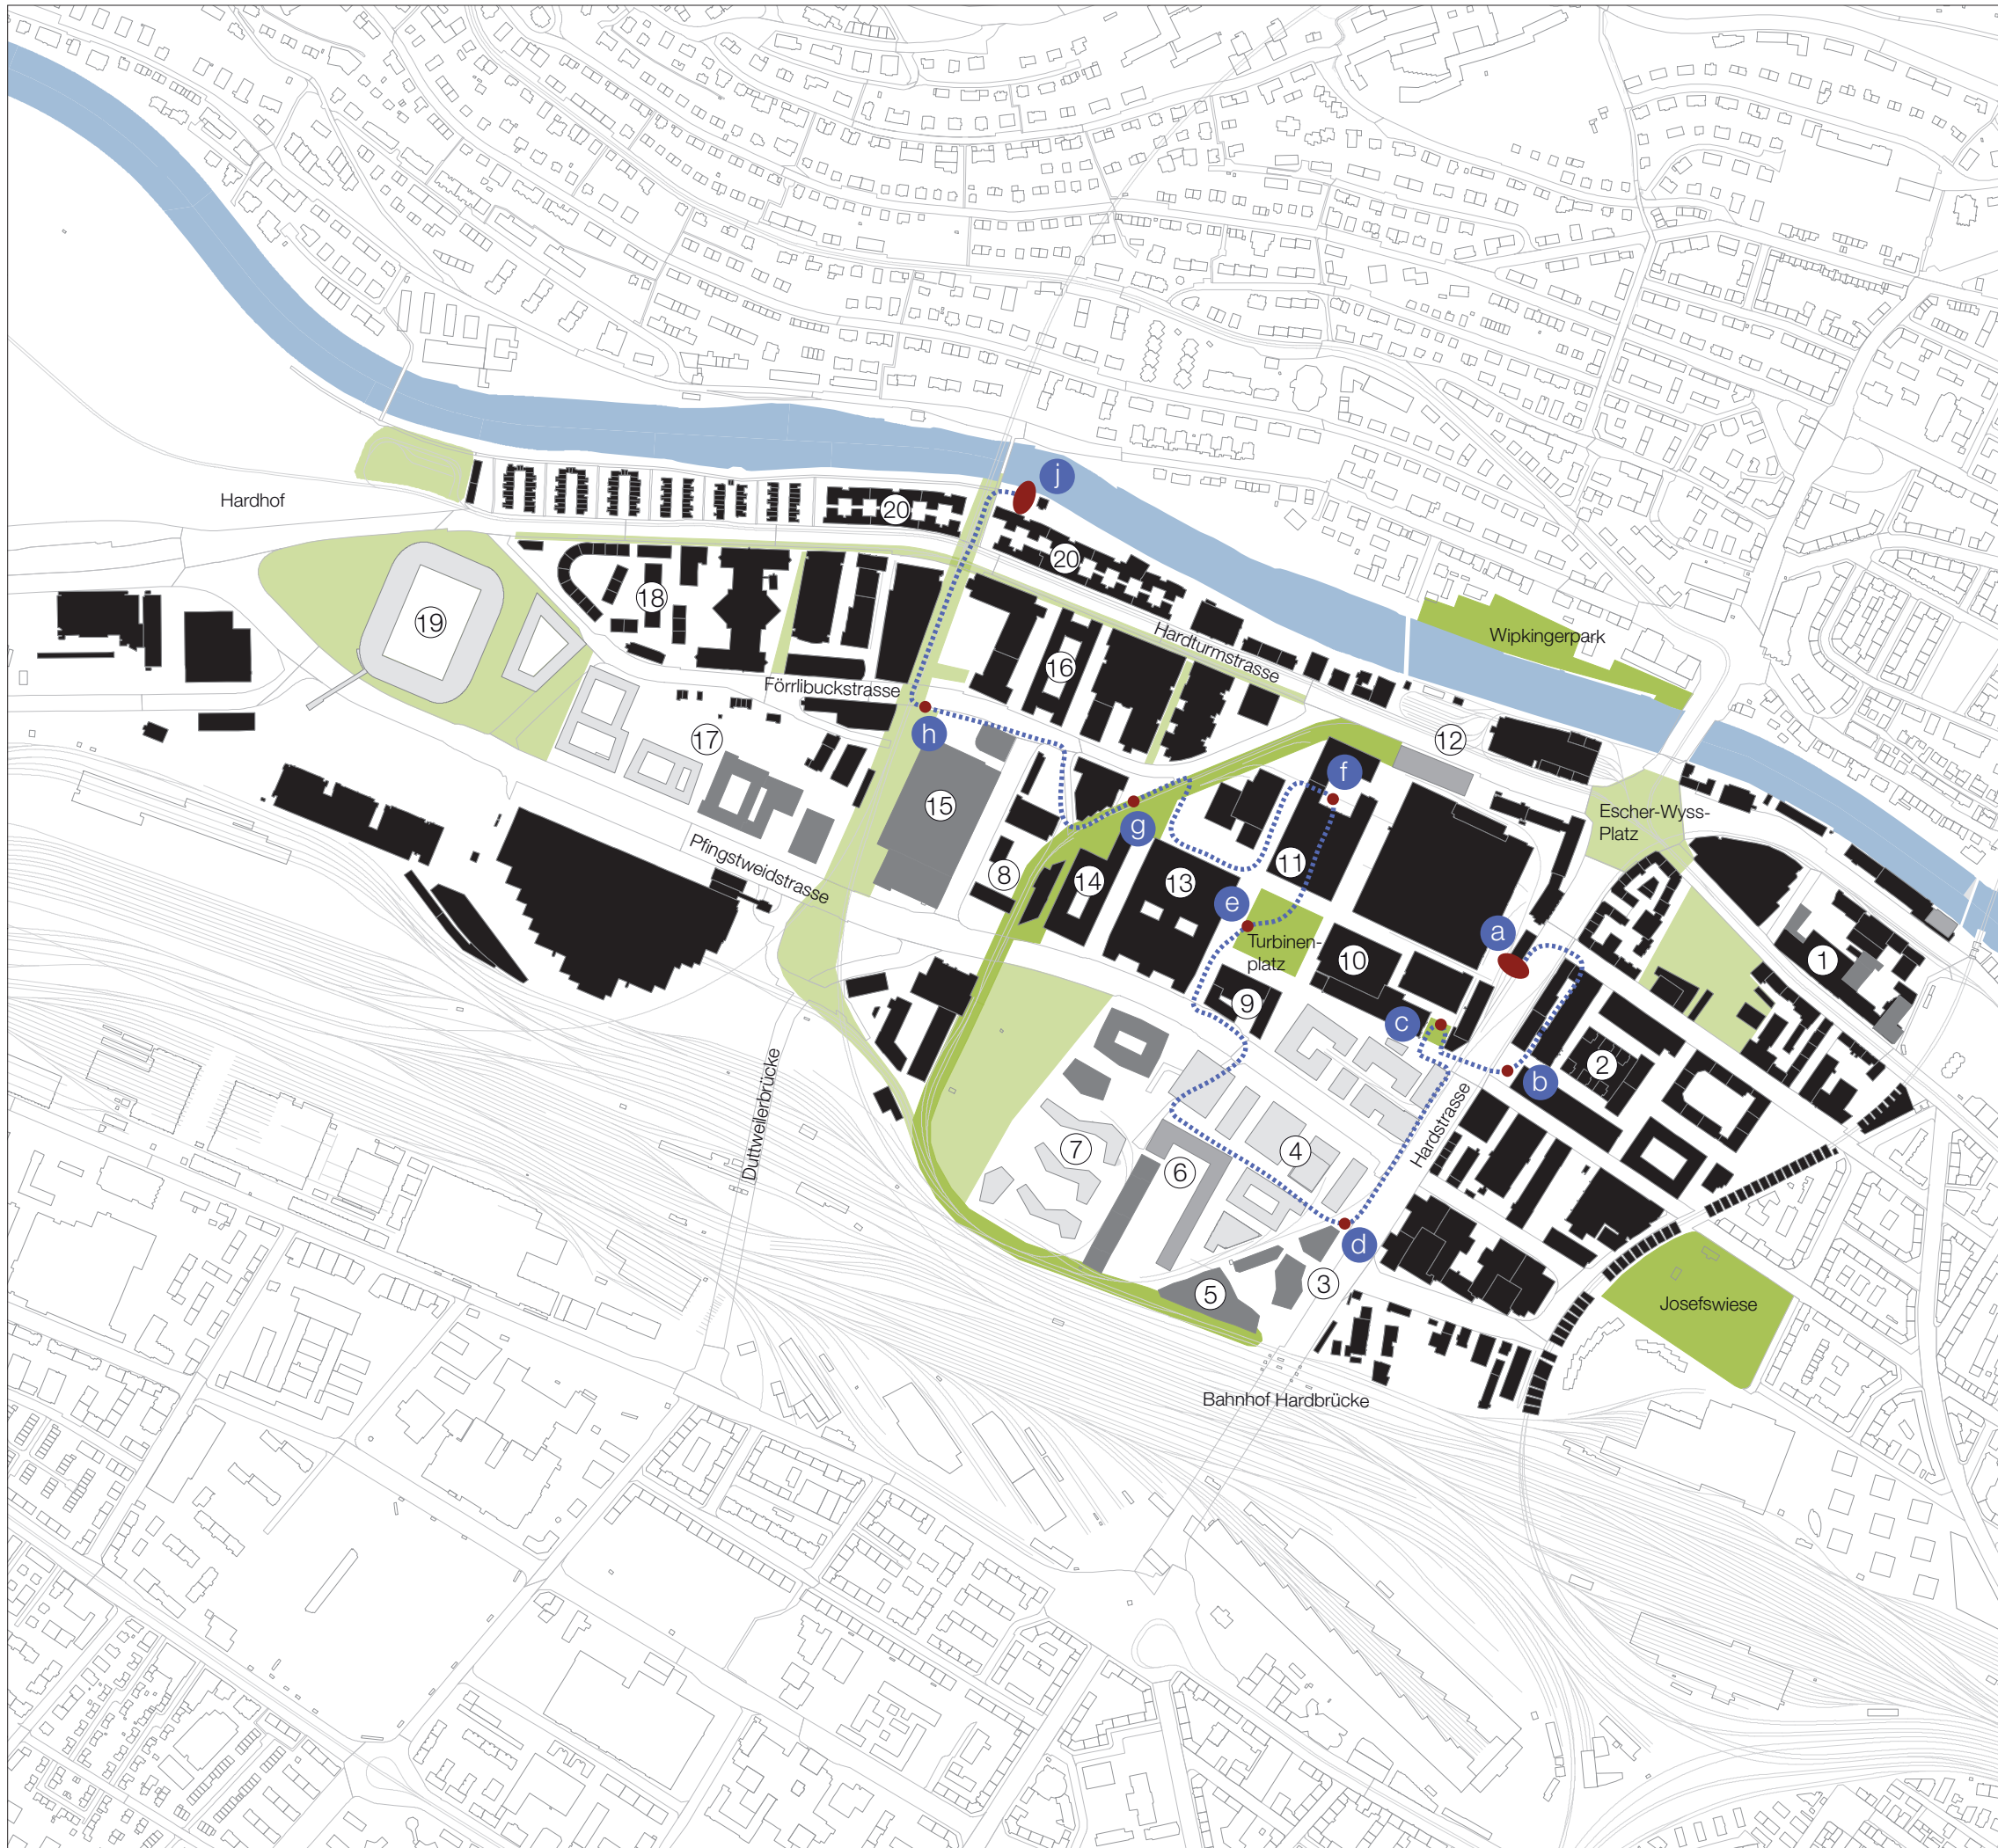 j
Hardhof
20
20
19
18
Wipkingerpark
Hardturmstrasse
16
Förrlibuckstrasse
h
17
12
f
15
Escher-Wyss-
Platz
g
Pfingstweidstrasse
11
8
14
13
e
Turbinen-
platz
a
10
1
9
c
2
b
Duttweilerbrücke
Hardstrasse
7
6
4
d
3
5
Josefswiese
Bahnhof Hardbrücke